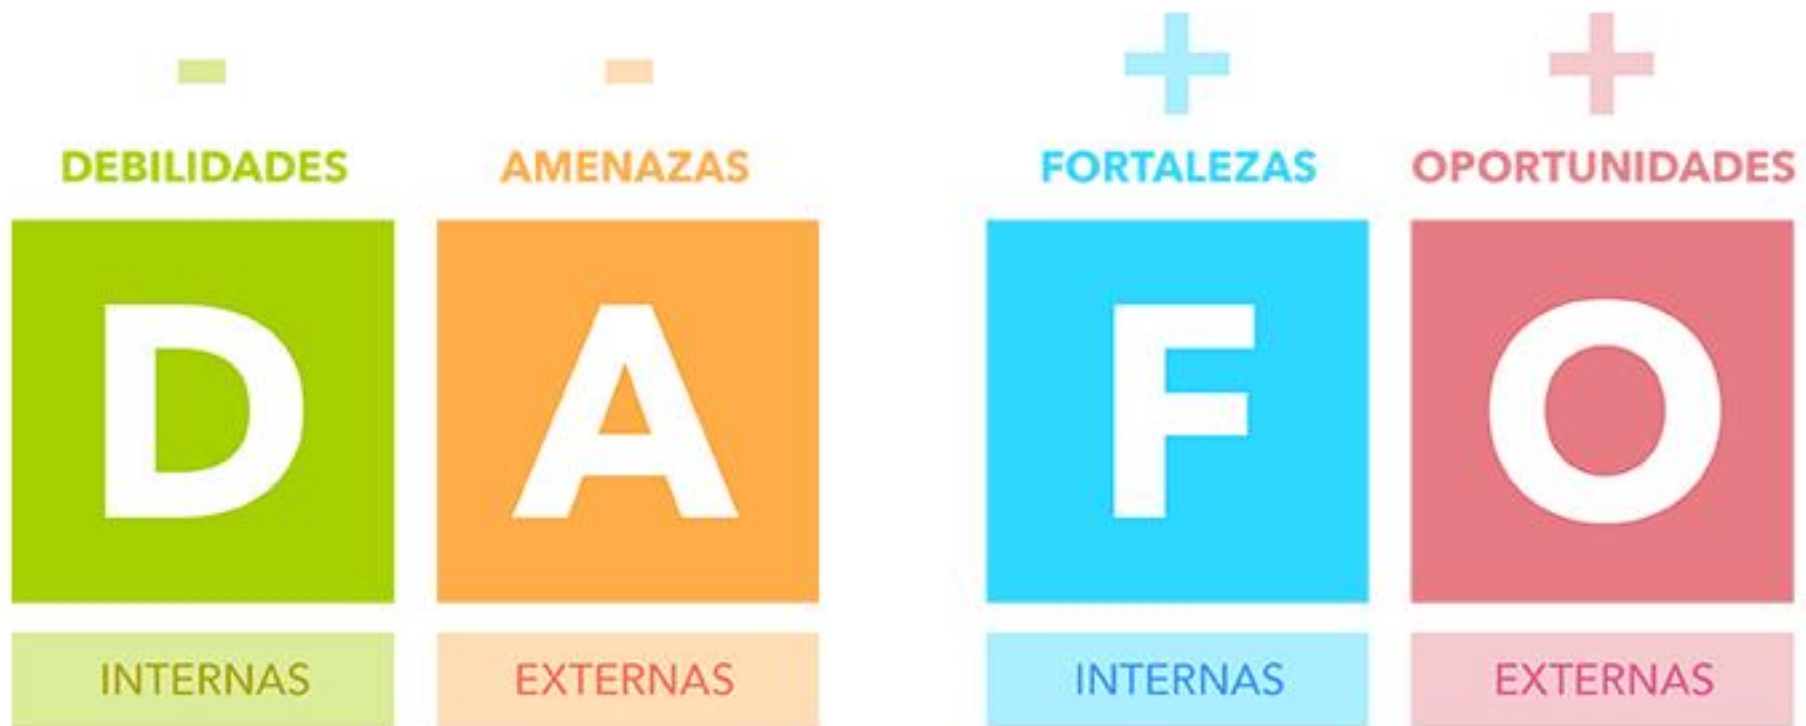 - - + +
DEBILIDADES AMENAZAS FORTALEZAS OPORTUNIDADES
D A F O
INTERNAS EXTERNAS INTERNAS EXTERNAS